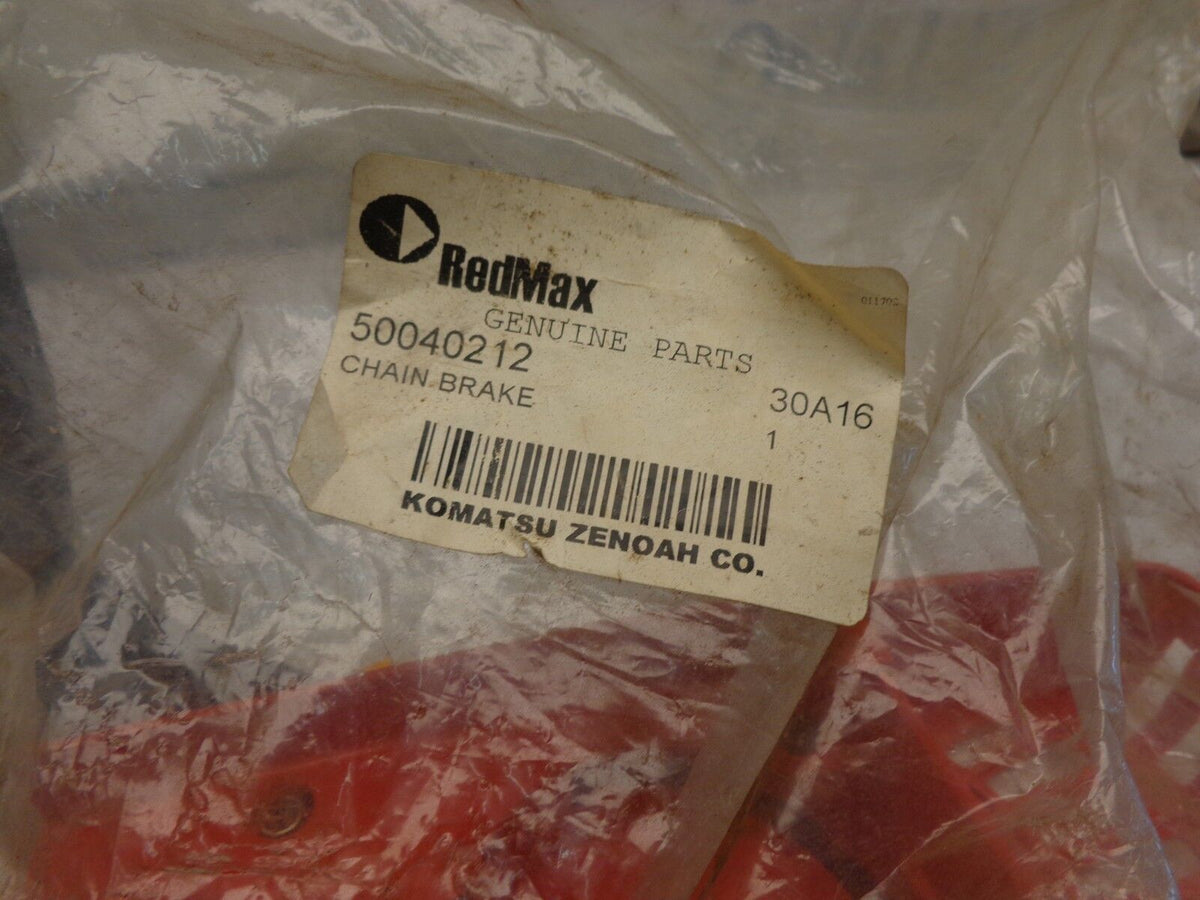 RedMax
GENUINE PARTS
50040212
CHAIN BRAKE
30A16
1
KOMATSU ZENOAH CO.